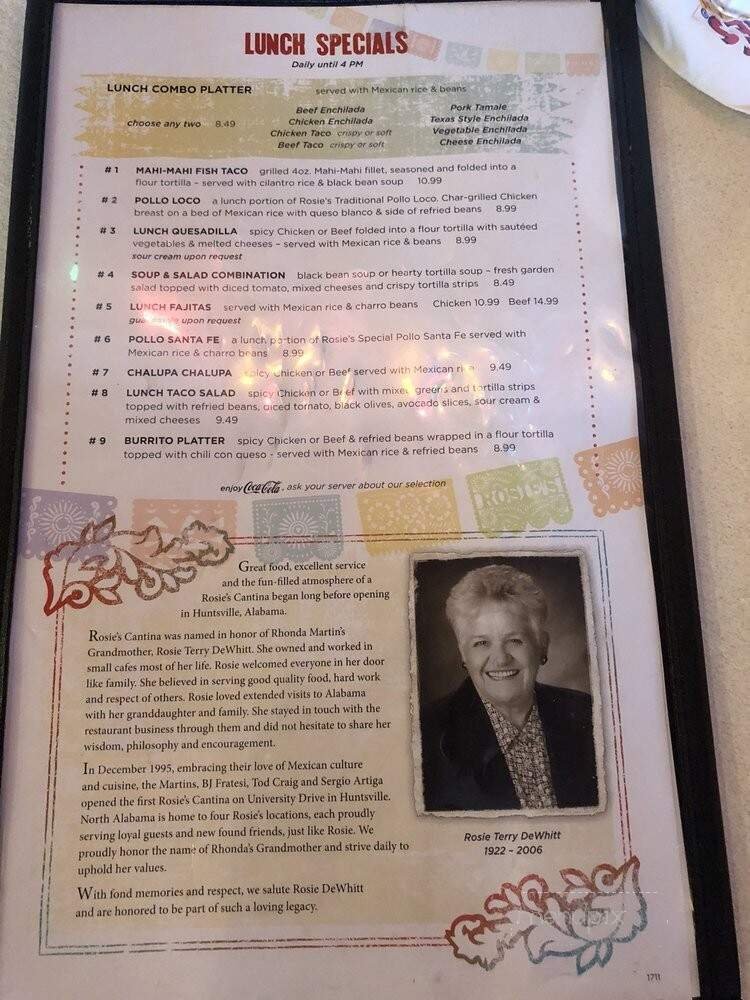 LUNCH SPECIALS
Daily until 4 PM
LUNCH COMBO PLATTER served with Mexican rice & beans
choose any two 8.49
Beef Enchilada
Chicken Enchilada
Chicken Taco crispy or soft
Beef Taco crispy or soft
Pork Tamale
Texas Style Enchilada
Vegetable Enchilada
Cheese Enchilada
# 1 MAHI-MAHI FISH TACO grilled 4oz. Mahi-Mahi fillet, seasoned and folded into a
flour tortilla – served with cilantro rice & black bean soup 10.99
# 2 POLLO LOCO a lunch portion of Rosie's Traditional Pollo Loco. Char-grilled Chicken
breast on a bed of Mexican rice with queso blanco & side of refried beans 8.99
# 3 LUNCH QUESADILLA spicy Chicken or Beef folded into a flour tortilla with sautéed
vegetables & melted cheeses – served with Mexican rice & beans 8.99
sour cream upon request
# 4 SOUP & SALAD COMBINATION black bean soup or hearty tortilla soup – fresh garden
salad topped with diced tomato, mixed cheeses and crispy tortilla strips 8.49
# 5 LUNCH FAJITAS served with Mexican rice & charro beans Chicken 10.99 Beef 14.99
upon request
# 6 POLLO SANTA FE a lunch portion of Rosie's Special Pollo Santa Fe served with
Mexican rice & charro beans 8.99
# 7 CHALUPA CHALUPA spicy Chicken or Beef served with Mexican rice 9.49
# 8 LUNCH TACO SALAD spicy Chicken or Beef with mixed greens and tortilla strips
topped with refried beans, diced tomato, black olives, avocado slices, sour cream &
mixed cheeses 9.49
# 9 BURRITO PLATTER spicy Chicken or Beef & refried beans wrapped in a flour tortilla
topped with chili con queso - served with Mexican rice & refried beans 8.99
enjoy Coca-Cola, ask your server about our selection
Great food, excellent service
and the fun-filled atmosphere of a
Rosie's Cantina began long before opening
in Huntsville, Alabama.
Rosie's Cantina was named in honor of Rhonda Martin's
Grandmother, Rosie Terry DeWhitt. She owned and worked in
small cafes most of her life. Rosie welcomed everyone in her door
like family. She believed in serving good quality food, hard work
and respect of others. Rosie loved extended visits to Alabama
with her granddaughter and family. She stayed in touch with the
restaurant business through them and did not hesitate to share her
wisdom, philosophy and encouragement.
In December 1995, embracing their love of Mexican culture
and cuisine, the Martins, BJ Fratesi, Tod Craig and Sergio Artiga
opened the first Rosie's Cantina on University Drive in Huntsville.
North Alabama is home to four Rosie's locations, each proudly
serving loyal guests and new found friends, just like Rosie. We
proudly honor the name of Rhonda's Grandmother and strive daily to
uphold her values.
With fond memories and respect, we salute Rosie DeWhitt
and are honored to be part of such a loving legacy.
Rosie Terry DeWhitt
1922 – 2006
menupix
1711